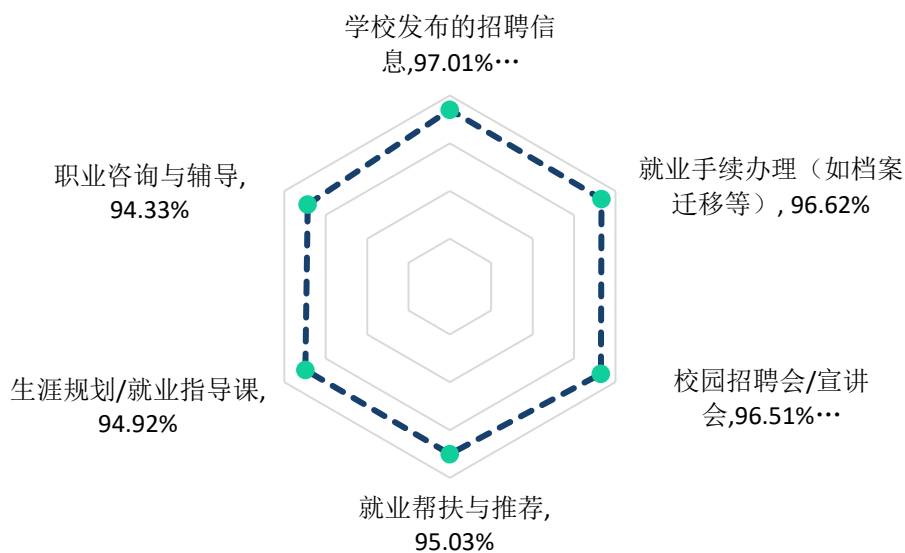 学校发布的招聘信
息,97.01%…
就业手续办理（如档案
迁移等）, 96.62%
校园招聘会/宣讲
会,96.51%…
就业帮扶与推荐,
95.03%
生涯规划/就业指导课,
94.92%
职业咨询与辅导,
94.33%